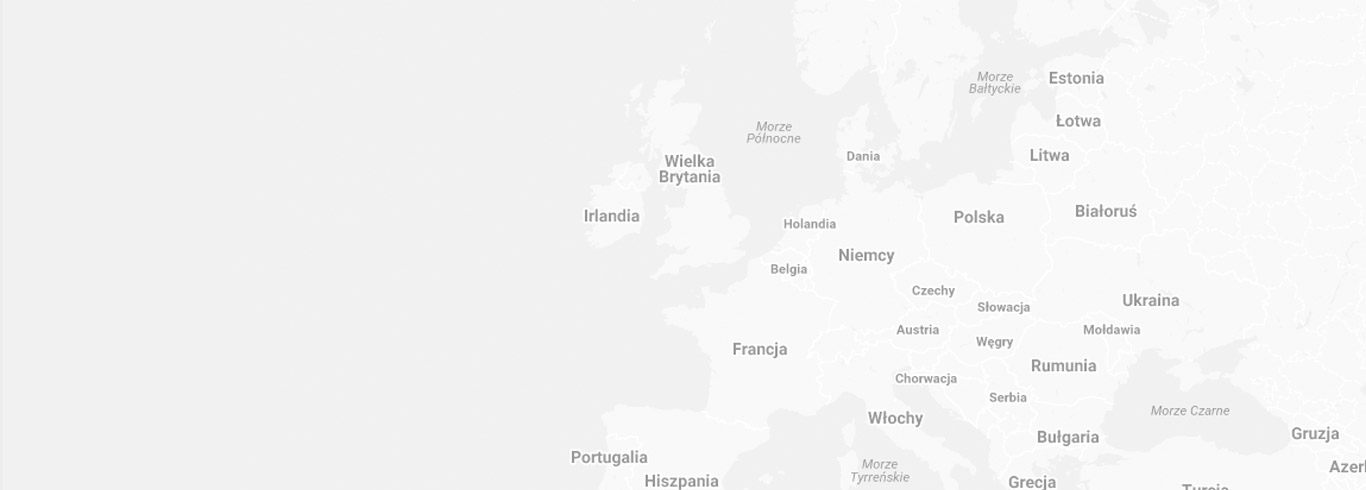 Morze
Bałtyckie
Estonia
Łotwa
Morze
Północne
Litwa
Dania
Wielka
Brytania
Irlandia
Holandia
Polska
Białoruś
Niemcy
Belgia
Czechy
Słowacja
Ukraina
Austria
Mołdawia
Węgry
Francja
Rumunia
Chorwacja
Serbia
Morze Czarne
Włochy
Gruzja
Bułgaria
Portugalia
Morze
Tyrreńskie
Azerb
Hiszpania
Grecja
Turcja